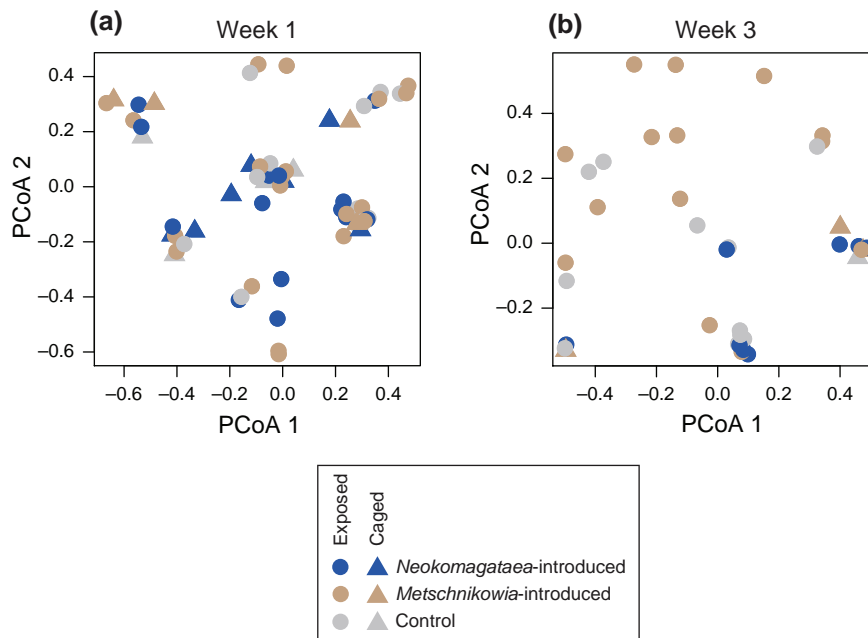 (a)
Week 1
PCoA 2
0.4
0.2
0.0
−0.2
−0.4
−0.6
−0.6 −0.4 −0.2 0.0 0.2 0.4
PCoA 1
(b)
Week 3
PCoA 2
0.4
0.2
0.0
−0.2
−0.4 −0.2 0.0 0.2 0.4
PCoA 1
Exposed
Caged
Neokomagataea-introduced
Metschnikowia-introduced
Control